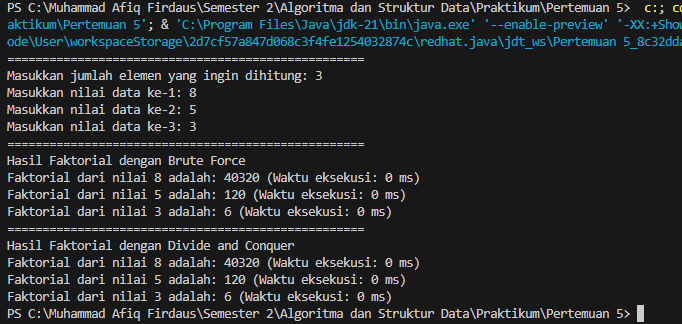 PS C:\Muhammad Afiq Firdaus\Semester 2\Algoritma dan Struktur Data\Praktikum\Pertemuan 5> c:; co
aktikum\Pertemuan 5'; & 'C:\Program Files\Java\jdk-21\bin\java.exe' '--enable-preview' '-XX:+Show
ode\User\workspaceStorage\2d7cf57a847d068c3f4fe1254032874c\redhat.java\jdt_ws\Pertemuan 5_8c32dda
===================================================
Masukkan jumlah elemen yang ingin dihitung: 3
Masukkan nilai data ke-1: 8
Masukkan nilai data ke-2: 5
Masukkan nilai data ke-3: 3
===================================================
Hasil Faktorial dengan Brute Force
Faktorial dari nilai 8 adalah: 40320 (Waktu eksekusi: 0 ms)
Faktorial dari nilai 5 adalah: 120 (Waktu eksekusi: 0 ms)
Faktorial dari nilai 3 adalah: 6 (Waktu eksekusi: 0 ms)
===================================================
Hasil Faktorial dengan Divide and Conquer
Faktorial dari nilai 8 adalah: 40320 (Waktu eksekusi: 0 ms)
Faktorial dari nilai 5 adalah: 120 (Waktu eksekusi: 0 ms)
Faktorial dari nilai 3 adalah: 6 (Waktu eksekusi: 0 ms)
PS C:\Muhammad Afiq Firdaus\Semester 2\Algoritma dan Struktur Data\Praktikum\Pertemuan 5>